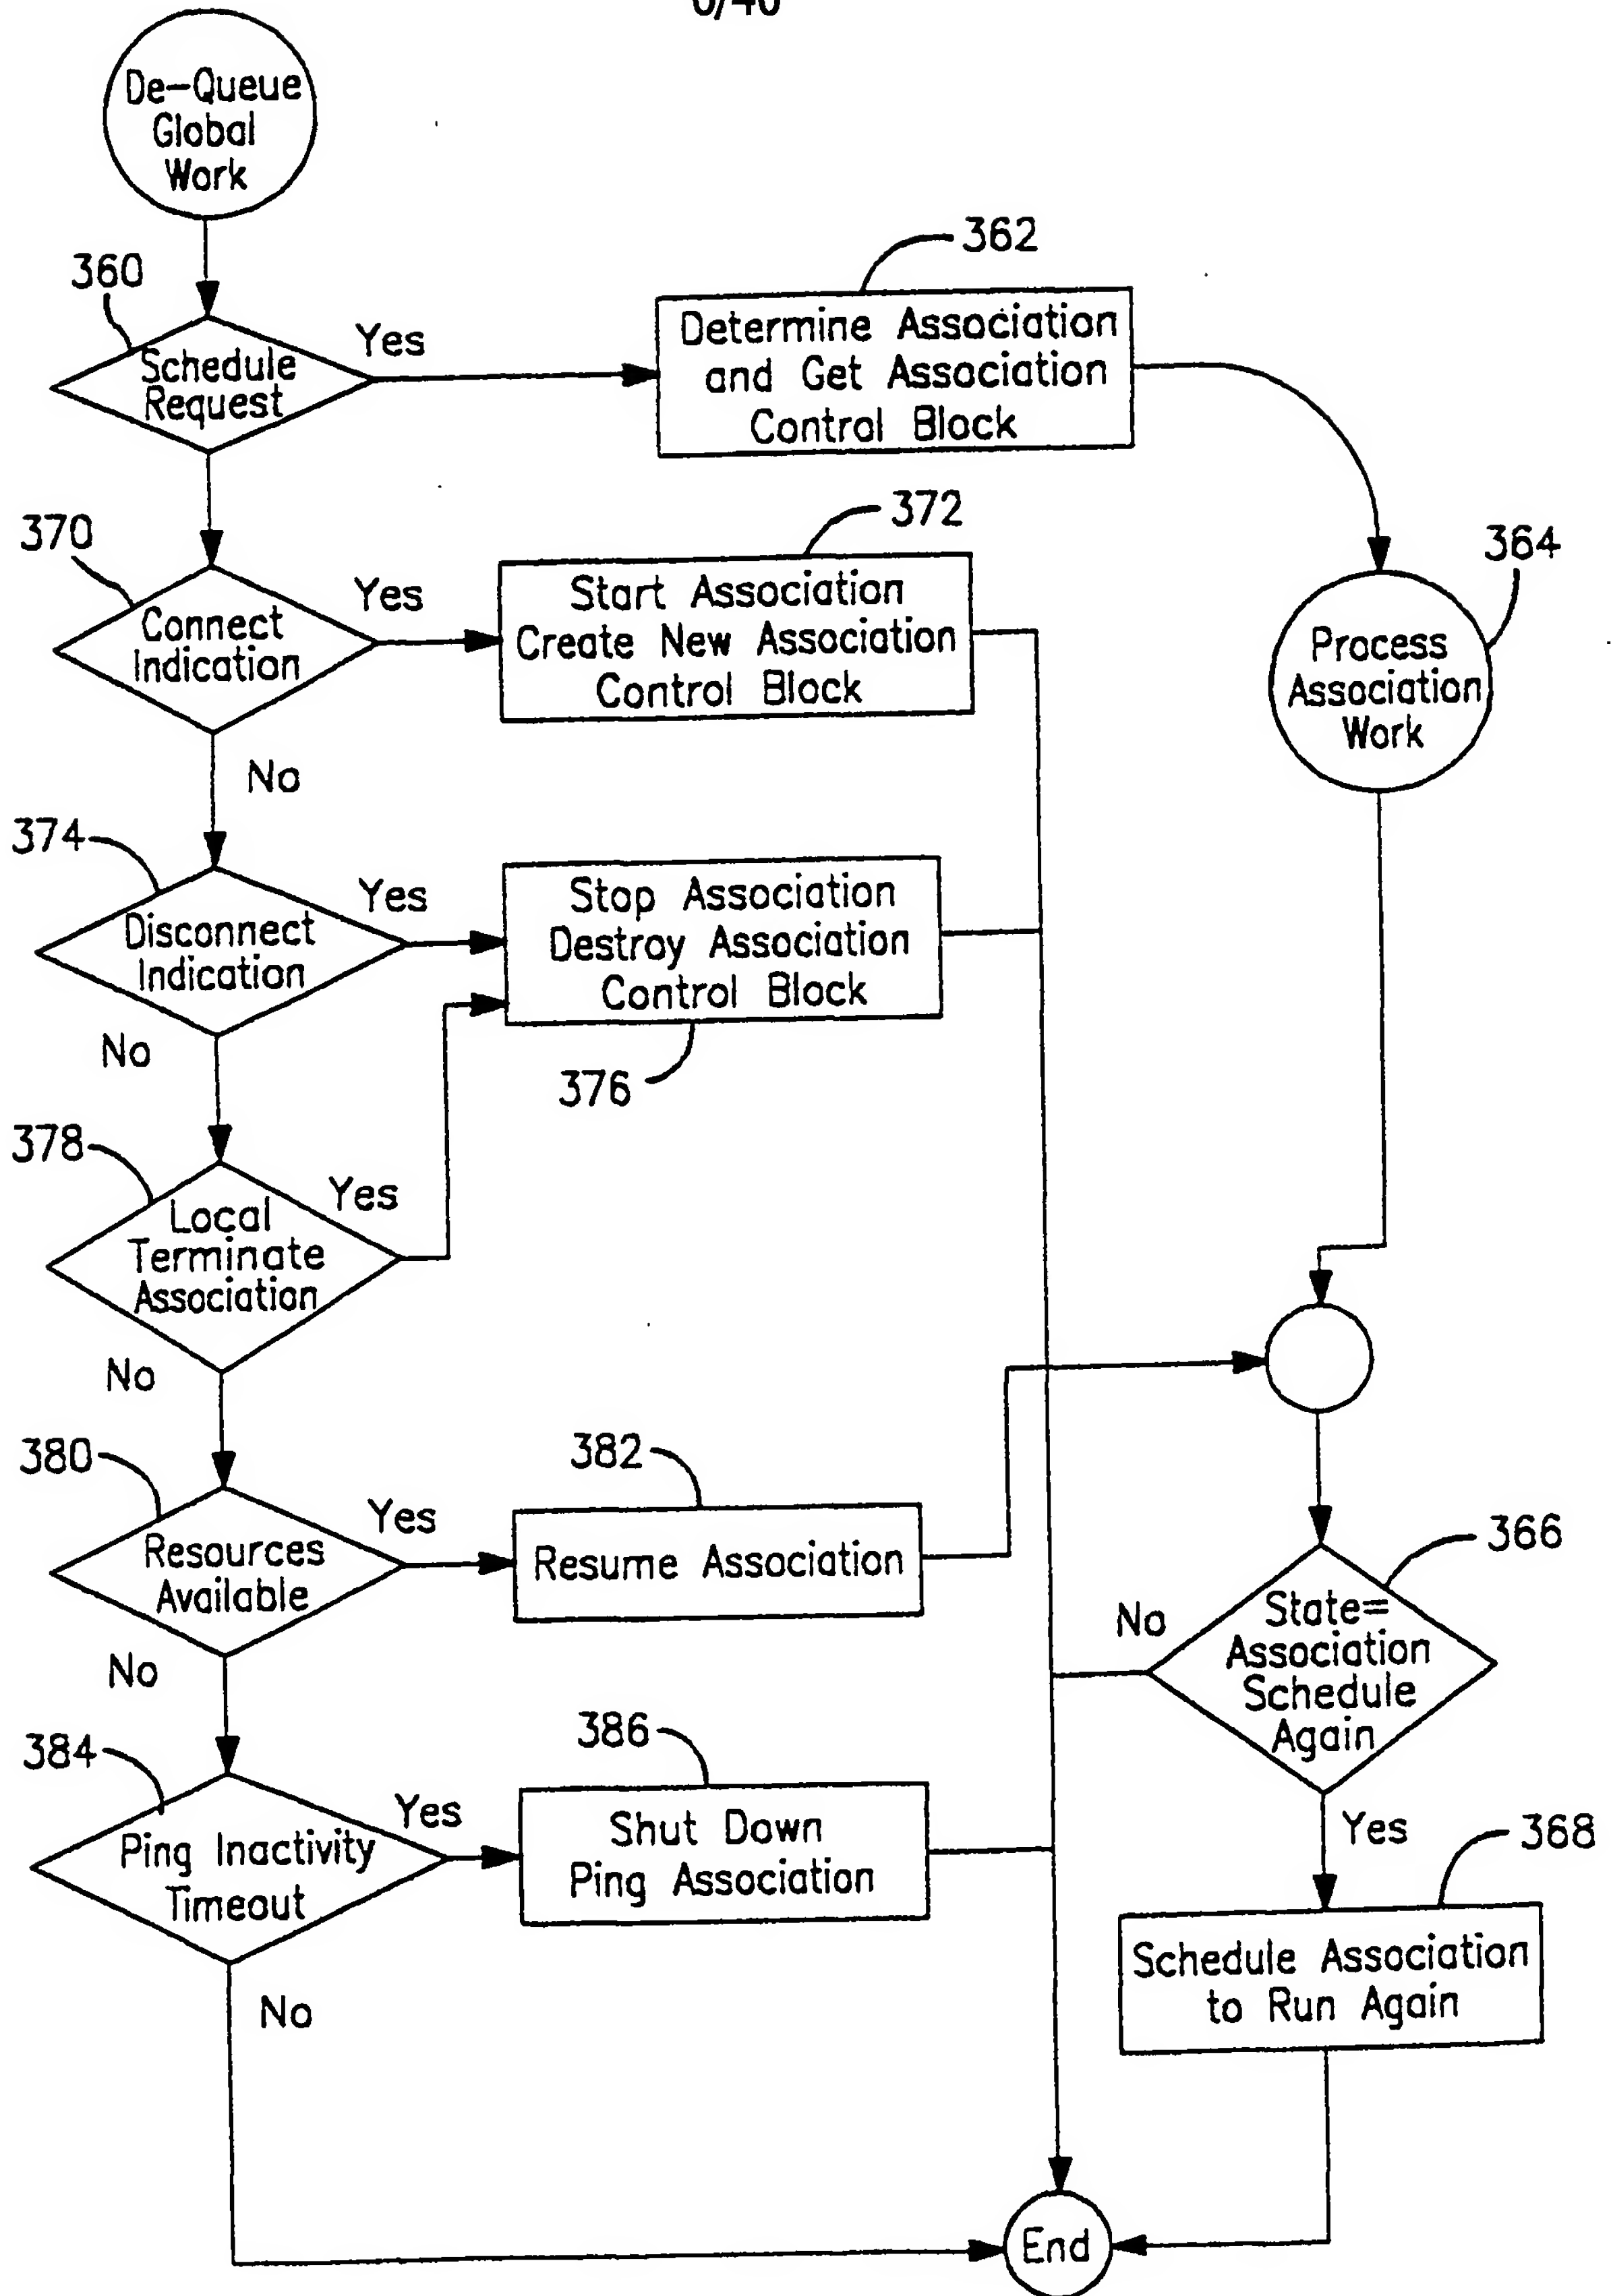 6/40
De-Queue
Global
Work
360
Schedule
Request
Yes
362
Determine Association
and Get Association
Control Block
370
Connect
Indication
Yes
372
Start Association
Create New Association
Control Block
364
Process
Association
Work
No
374
Disconnect
Indication
Yes
Stop Association
Destroy Association
Control Block
376
No
378
Local
Terminate
Association
Yes
No
380
Resources
Available
Yes
382
Resume Association
366
State=
Association
Schedule
Again
No
No
384
Ping Inactivity
Timeout
Yes
386
Shut Down
Ping Association
Yes
368
Schedule Association
to Run Again
No
End